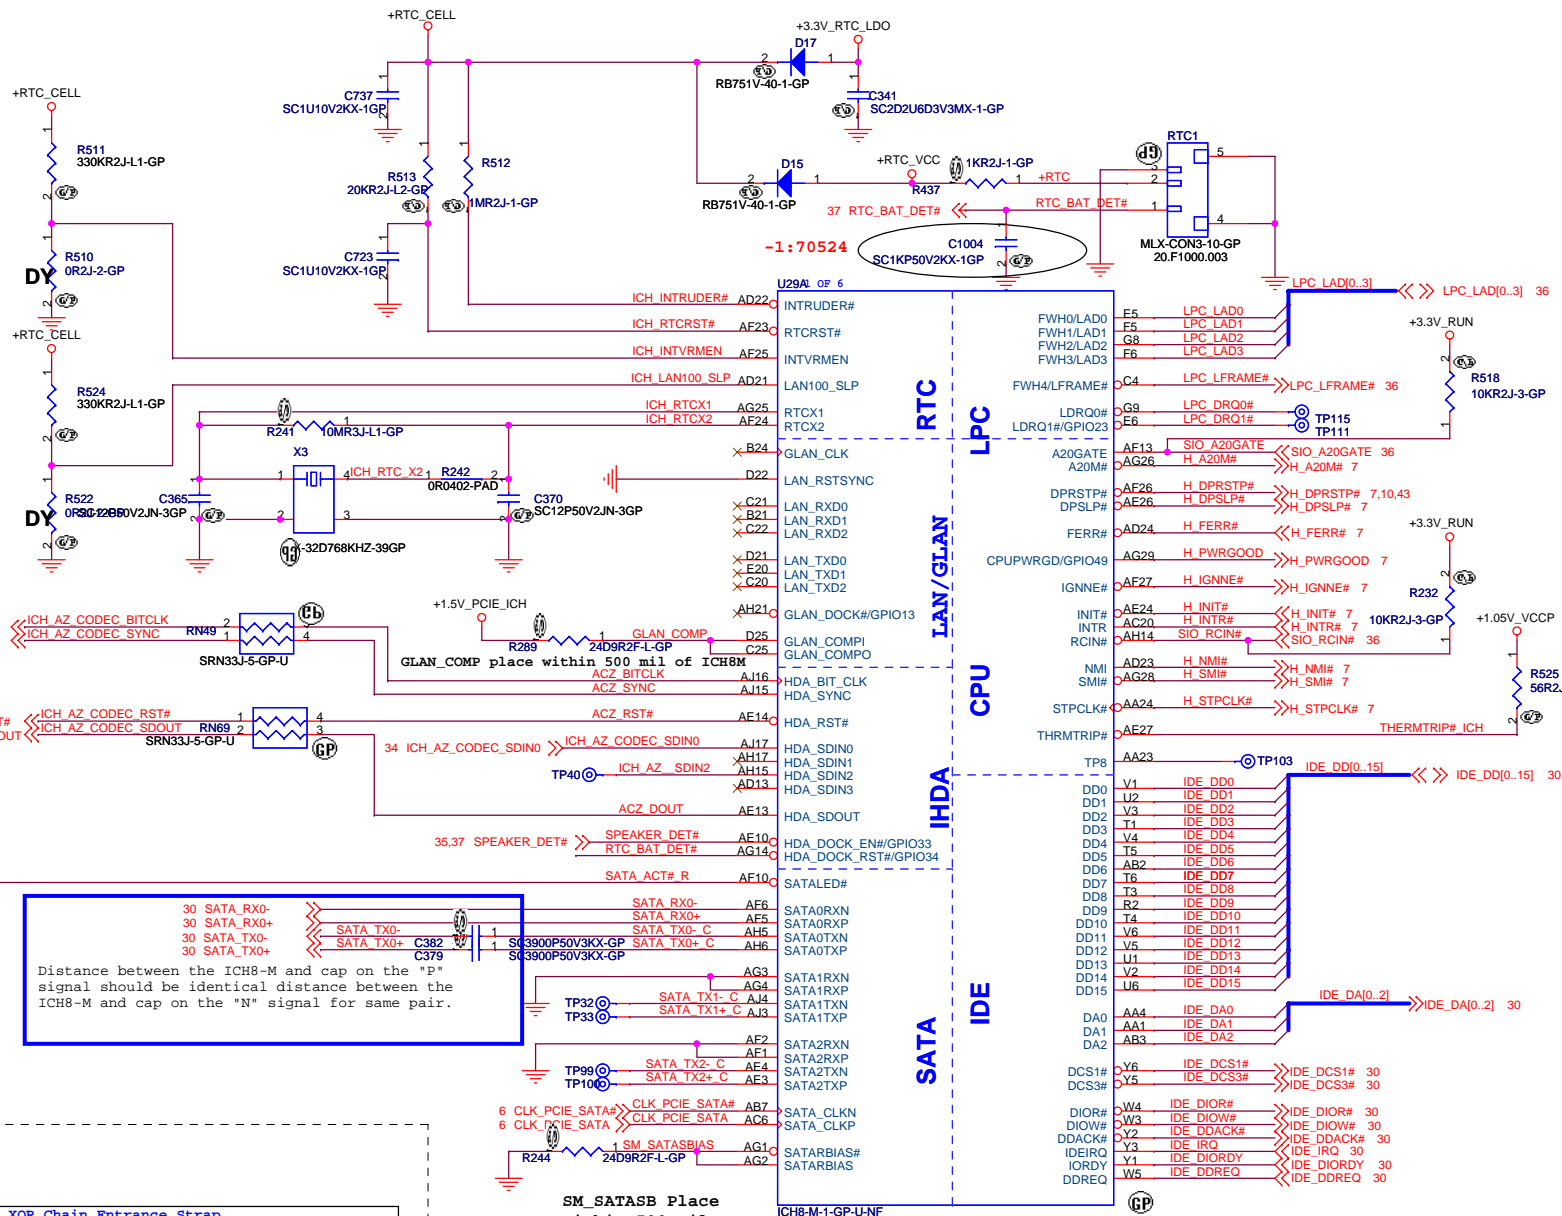 +RTC_CELL
+3.3V_RTC_LDO
D17
2
1
RB751V-40-1-GP
C737
SC1U10V2KX-1GP
C341
SC2D2U6D3V3MX-1-GP
+RTC_CELL
R511
330KR2J-L1-GP
R513
20KR2J-L2-GP
R512
1MR2J-1-GP
D15
2
1
RB751V-40-1-GP
+RTC_VCC
R437
1KR2J-1-GP
+RTC
RTC1
5
3
2
1
4
MLX-CON3-10-GP
20.F1000.003
37 RTC_BAT_DET#
RTC_BAT_DET#
-1:70524
C1004
SC1KP50V2KX-1GP
R510
0R2J-2-GP
DY
C723
SC1U10V2KX-1GP
+RTC_CELL
R524
330KR2J-L1-GP
R522
DY
U29A
1 OF 6
ICH_INTRUDER# AD22 INTRUDER#
ICH_RTCRST# AF23 RTCRST#
ICH_INTVRMEN AF25 INTVRMEN
ICH_LAN100_SLP AD21 LAN100_SLP
ICH_RTCX1 AG25 RTCX1
ICH_RTCX2 AF24 RTCX2
RTC
LPC
R241
10MR3J-L1-GP
X3
1
4
2
3
ICH_RTC_X2
R242
0R0402-PAD
C365
SC12P50V2JN-3GP
C370
SC12P50V2JN-3GP
X-32D768KHZ-39GP
B24 GLAN_CLK
D22 LAN_RSTSYNC
C21 LAN_RXD0
B21 LAN_RXD1
C22 LAN_RXD2
D21 LAN_TXD0
E20 LAN_TXD1
C20 LAN_TXD2
AH21 GLAN_DOCK#/GPIO13
LAN/GLAN
CPU
+1.5V_PCIE_ICH
R289
24D9R2F-L-GP
GLAN_COMP D25 GLAN_COMPI
C25 GLAN_COMPO
GLAN_COMP place within 500 mil of ICH8M
ICH_AZ_CODEC_BITCLK
ICH_AZ_CODEC_SYNC
RN49
SRN33J-5-GP-U
ACZ_BITCLK AJ16 HDA_BIT_CLK
ACZ_SYNC AJ15 HDA_SYNC
ICH_AZ_CODEC_RST#
ICH_AZ_CODEC_SDOUT
RN69
SRN33J-5-GP-U
ACZ_RST# AE14 HDA_RST#
34 ICH_AZ_CODEC_SDIN0
ICH_AZ_CODEC_SDIN0 AJ17 HDA_SDIN0
AH17 HDA_SDIN1
TP40 ICH_AZ__SDIN2 AH15 HDA_SDIN2
AD13 HDA_SDIN3
ACZ_DOUT AE13 HDA_SDOUT
IHDA
35,37 SPEAKER_DET# SPEAKER_DET# AE10 HDA_DOCK_EN#/GPIO33
RTC_BAT_DET# AG14 HDA_DOCK_RST#/GPIO34
SATA_ACT#_R AF10 SATALED#
30 SATA_RX0- SATA_RX0- AF6 SATA0RXN
30 SATA_RX0+ SATA_RX0+ AF5 SATA0RXP
30 SATA_TX0- SATA_TX0- C382 SC3900P50V3KX-GP SATA_TX0-_C AH5 SATA0TXN
30 SATA_TX0+ SATA_TX0+ C379 SC3900P50V3KX-GP SATA_TX0+_C AH6 SATA0TXP
Distance between the ICH8-M and cap on the "P"
signal should be identical distance between the
ICH8-M and cap on the "N" signal for same pair.
AG3 SATA1RXN
AG4 SATA1RXP
TP32 SATA_TX1-_C AJ4 SATA1TXN
TP33 SATA_TX1+_C AJ3 SATA1TXP
AF2 SATA2RXN
AF1 SATA2RXP
TP99 SATA_TX2-_C AE4 SATA2TXN
TP100 SATA_TX2+_C AE3 SATA2TXP
SATA
IDE
6 CLK_PCIE_SATA# CLK_PCIE_SATA# AB7 SATA_CLKN
6 CLK_PCIE_SATA CLK_PCIE_SATA AC6 SATA_CLKP
R244
24D9R2F-L-GP
SM_SATASBIAS AG1 SATARBIAS#
AG2 SATARBIAS
SM_SATASB Place
XOR Chain Entrance Strap
ICH8-M-1-GP-U-NF
GP
FWH0/LAD0 E5 LPC_LAD0
FWH1/LAD1 F5 LPC_LAD1
FWH2/LAD2 G8 LPC_LAD2
FWH3/LAD3 F6 LPC_LAD3
LPC_LAD[0..3]
LPC_LAD[0..3] 36
FWH4/LFRAME# C4 LPC_LFRAME# LPC_LFRAME# 36
LDRQ0# G9 LPC_DRQ0# TP115
LDRQ1#/GPIO23 E6 LPC_DRQ1# TP111
+3.3V_RUN
R518
10KR2J-3-GP
A20GATE AF13 SIO_A20GATE SIO_A20GATE 36
A20M# AG26 H_A20M# H_A20M# 7
DPRSTP# AF26 H_DPRSTP# H_DPRSTP# 7,10,43
DPSLP# AE26 H_DPSLP# H_DPSLP# 7
FERR# AD24 H_FERR# H_FERR# 7
CPUPWRGD/GPIO49 AG29 H_PWRGOOD H_PWRGOOD 7
IGNNE# AF27 H_IGNNE# H_IGNNE# 7
INIT# AE24 H_INIT# H_INIT# 7
INTR AC20 H_INTR# H_INTR# 7
RCIN# AH14 SIO_RCIN# SIO_RCIN# 36
+3.3V_RUN
R232
10KR2J-3-GP
+1.05V_VCCP
R525
56R2.
NMI AD23 H_NMI# H_NMI# 7
SMI# AG28 H_SMI# H_SMI# 7
STPCLK# AA24 H_STPCLK# H_STPCLK# 7
THRMTRIP# AE27 THERMTRIP#_ICH
TP8 AA23 TP103
DD0 V1 IDE_DD0
DD1 U2 IDE_DD1
DD2 V3 IDE_DD2
DD3 T1 IDE_DD3
DD4 V4 IDE_DD4
DD5 T5 IDE_DD5
DD6 AB2 IDE_DD6
DD7 T6 IDE_DD7
DD8 T3 IDE_DD8
DD9 R2 IDE_DD9
DD10 T4 IDE_DD10
DD11 V6 IDE_DD11
DD12 V5 IDE_DD12
DD13 U1 IDE_DD13
DD14 V2 IDE_DD14
DD15 U6 IDE_DD15
IDE_DD[0..15]
IDE_DD[0..15] 30
DA0 AA4 IDE_DA0
DA1 AA1 IDE_DA1
DA2 AB3 IDE_DA2
IDE_DA[0..2]
IDE_DA[0..2] 30
DCS1# Y6 IDE_DCS1# IDE_DCS1# 30
DCS3# Y5 IDE_DCS3# IDE_DCS3# 30
DIOR# W4 IDE_DIOR# IDE_DIOR# 30
DIOW# W3 IDE_DIOW# IDE_DIOW# 30
DDACK# Y2 IDE_DDACK# IDE_DDACK# 30
IDEIRQ Y3 IDE_IRQ IDE_IRQ 30
IORDY Y1 IDE_DIORDY IDE_DIORDY 30
DDREQ W5 IDE_DDREQ IDE_DDREQ 30